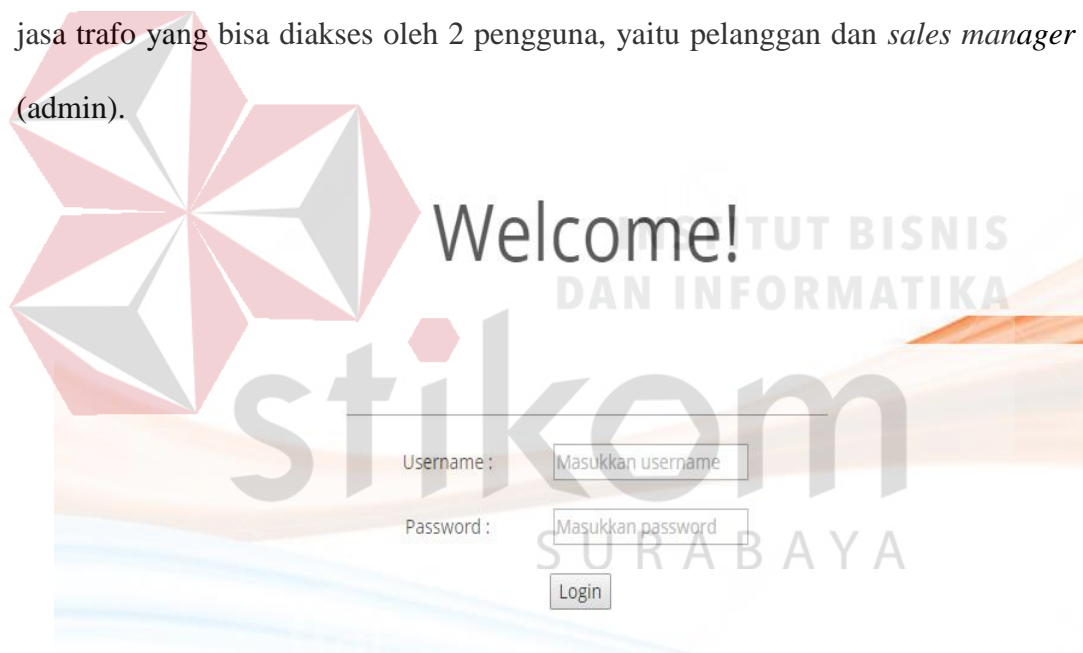 jasa trafo yang bisa diakses oleh 2 pengguna, yaitu pelanggan dan sales manager
(admin).
Welcome!
INSTITUT BISNIS
DAN INFORMATIKA
stikom
Username : Masukkan username
Password : Masukkan password
SURABAYA
Login